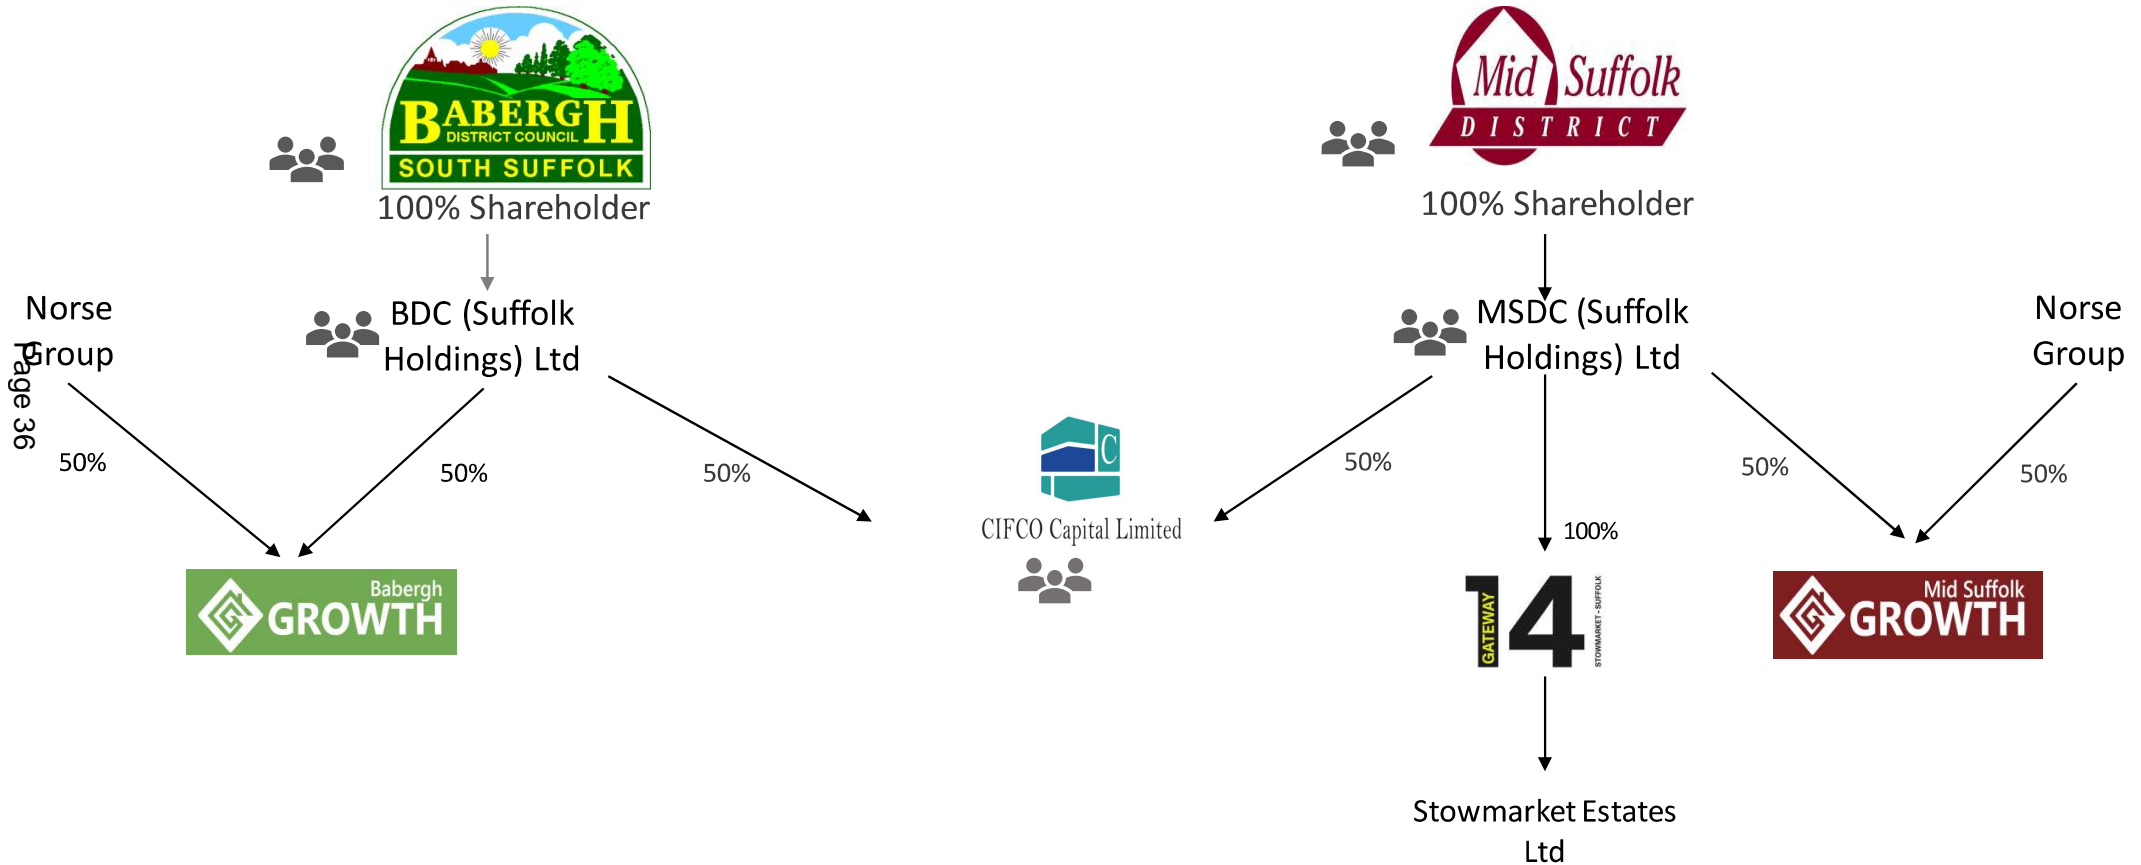 BABERGH
DISTRICT COUNCIL
SOUTH SUFFOLK
100% Shareholder
Mid Suffolk
DISTRICT
100% Shareholder
Norse
Group
BDC (Suffolk
Holdings) Ltd
MSDC (Suffolk
Holdings) Ltd
Norse
Group
Page 36
50%
50%
50%
50%
50%
50%
C
CIFCO Capital Limited
100%
Babergh
GROWTH
GATEWAY
14
STOWMARKET - SUFFOLK
Mid Suffolk
GROWTH
Stowmarket Estates
Ltd